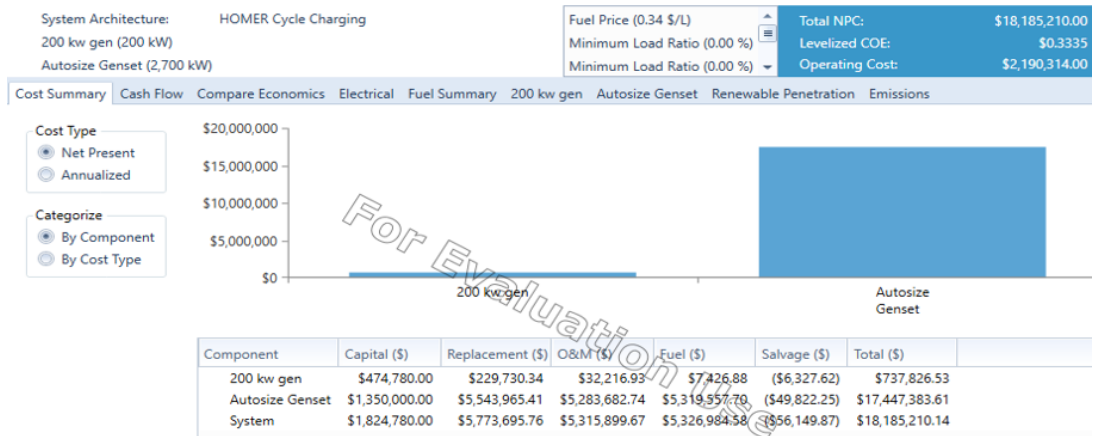 System Architecture: HOMER Cycle Charging
200 kw gen (200 kW)
Autosize Genset (2,700 kW)
Fuel Price (0.34 $/L)
Minimum Load Ratio (0.00 %)
Minimum Load Ratio (0.00 %)
Total NPC: $18,185,210.00
Levelized COE: $0.3335
Operating Cost: $2,190,314.00
Cost Summary Cash Flow Compare Economics Electrical Fuel Summary 200 kw gen Autosize Genset Renewable Penetration Emissions
Cost Type
Net Present
Annualized
Categorize
By Component
By Cost Type
$20,000,000
$15,000,000
$10,000,000
$5,000,000
$0
200 kw gen
Autosize
Genset
For Evaluation Use
Component Capital ($) Replacement ($) O&M ($) Fuel ($) Salvage ($) Total ($)
200 kw gen $474,780.00 $229,730.34 $32,216.93 $7,426.88 ($6,327.62) $737,826.53
Autosize Genset $1,350,000.00 $5,543,965.41 $5,283,682.74 $5,319,557.70 ($49,822.25) $17,447,383.61
System $1,824,780.00 $5,773,695.76 $5,315,899.67 $5,326,984.58 ($56,149.87) $18,185,210.14